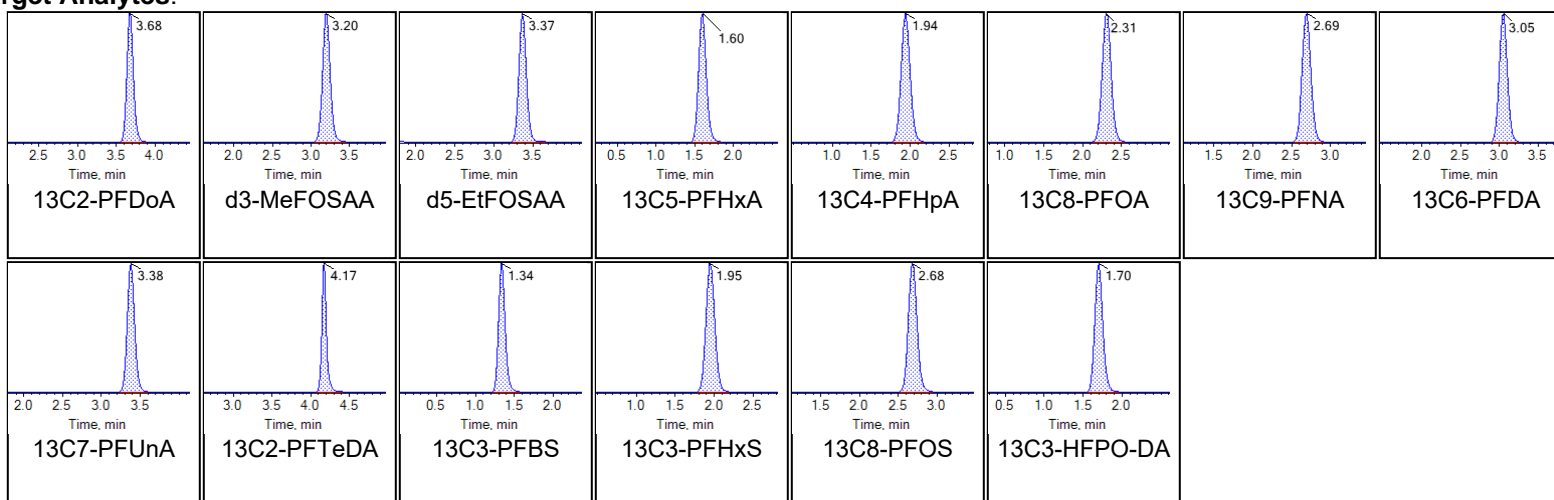 rget Analytes:
3.68 3.20 3.37 1.60 1.94 2.31 2.69 3.05
2.5 3.0 3.5 4.0 2.0 2.5 3.0 3.5 2.0 2.5 3.0 3.5 0.5 1.0 1.5 2.0 1.0 1.5 2.0 2.5 1.0 1.5 2.0 2.5 1.5 2.0 2.5 3.0 2.0 2.5 3.0 3.5
Time, min Time, min Time, min Time, min Time, min Time, min Time, min Time, min
13C2-PFDoA d3-MeFOSAA d5-EtFOSAA 13C5-PFHxA 13C4-PFHpA 13C8-PFOA 13C9-PFNA 13C6-PFDA
3.38 4.17 1.34 1.95 2.68 1.70
2.0 2.5 3.0 3.5 3.0 3.5 4.0 4.5 0.5 1.0 1.5 2.0 1.0 1.5 2.0 2.5 1.5 2.0 2.5 3.0 0.5 1.0 1.5 2.0
Time, min Time, min Time, min Time, min Time, min Time, min
13C7-PFUnA 13C2-PFTeDA 13C3-PFBS 13C3-PFHxS 13C8-PFOS 13C3-HFPO-DA